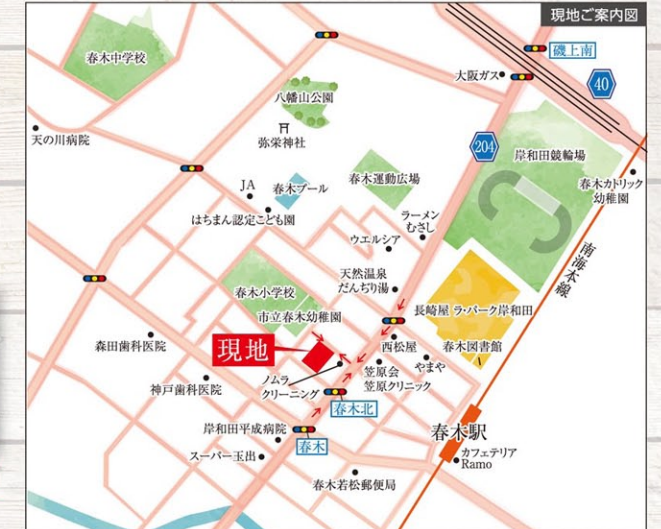 現地ご案内図
磯上南
大阪ガス
40
春木中学校
八幡山公園
204
岸和田競輪場
天の川病院
弥栄神社
春木カトリック
幼稚園
JA
春木プール
春木運動広場
はちまん認定こども園
ラーメン
むさし
ウエルシア
南海本線
天然温泉
だんぢり湯
春木小学校
市立春木幼稚園
長崎屋 ラ・パーク岸和田
現地
森田歯科医院
西松屋
春木図書館
ノムラ
クリーニング
笠原会
笠原クリニック
やまや
神戸歯科医院
春木北
岸和田平成病院
春木
春木駅
スーパー玉出
カフェテリア
Ramo
春木若松郵便局